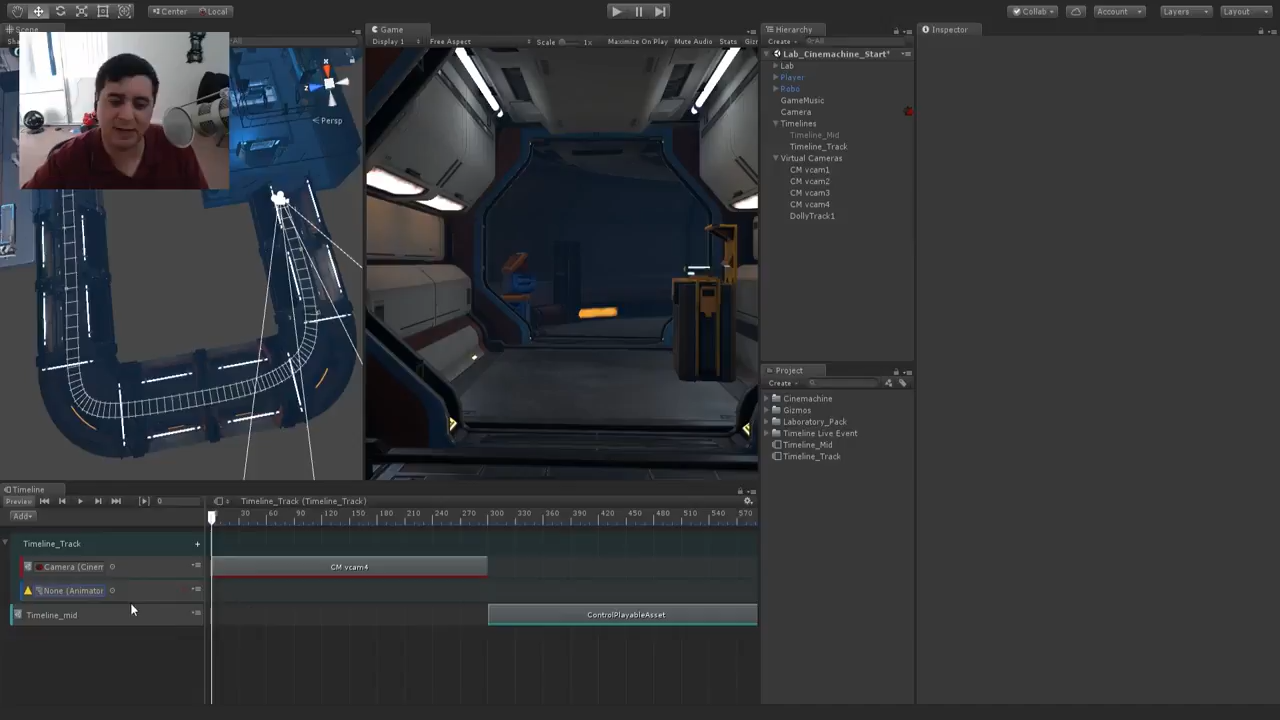 Center Local
Collab Account Layers Layout
Scene
Game
Hierarchy
Inspector
Display 1 Free Aspect Scale 1x Maximize On Play Mute Audio Stats
Create
Lab_Cinemachine_Start*
Lab
Player
Robo
GameMusic
Camera
Timelines
Timeline_Mid
Timeline_Track
Virtual Cameras
CM vcam1
CM vcam2
CM vcam3
CM vcam4
DollyTrack1
x
z
Persp
Project
Create
Cinemachine
Gizmos
Laboratory_Pack
Timeline Live Event
Timeline_Mid
Timeline_Track
Timeline
Preview 0 Timeline_Track (Timeline_Track)
Add
30 60 90 120 150 180 210 240 270 300 330 360 390 420 450 480 510 540 570
Timeline_Track
Camera (Cinem CM vcam4
None (Animator
Timeline_mid ControlPlayableAsset